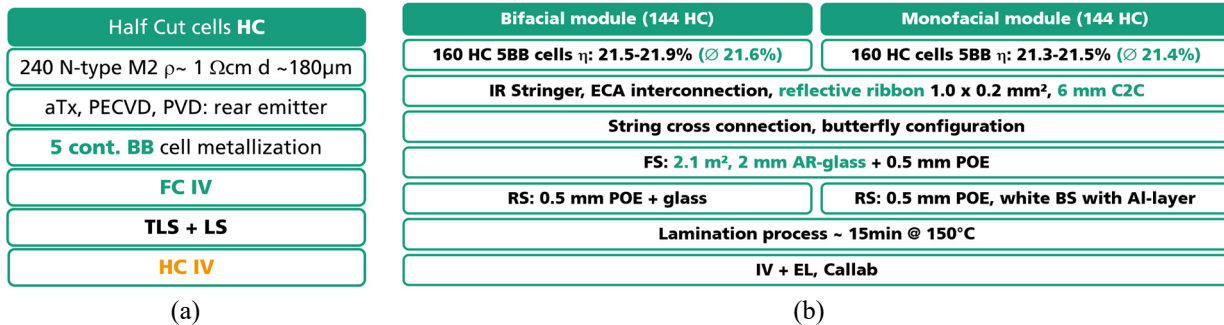 Half Cut cells HC
240 N-type M2 ρ~ 1 Ωcm d ~180µm
aTx, PECVD, PVD: rear emitter
5 cont. BB cell metallization
FC IV
TLS + LS
HC IV
(a)
Bifacial module (144 HC)
Monofacial module (144 HC)
160 HC 5BB cells η: 21.5-21.9% (∅ 21.6%)
160 HC cells 5BB η: 21.3-21.5% (∅ 21.4%)
IR Stringer, ECA interconnection, reflective ribbon 1.0 x 0.2 mm², 6 mm C2C
String cross connection, butterfly configuration
FS: 2.1 m², 2 mm AR-glass + 0.5 mm POE
RS: 0.5 mm POE + glass
RS: 0.5 mm POE, white BS with Al-layer
Lamination process ~ 15min @ 150°C
IV + EL, Callab
(b)